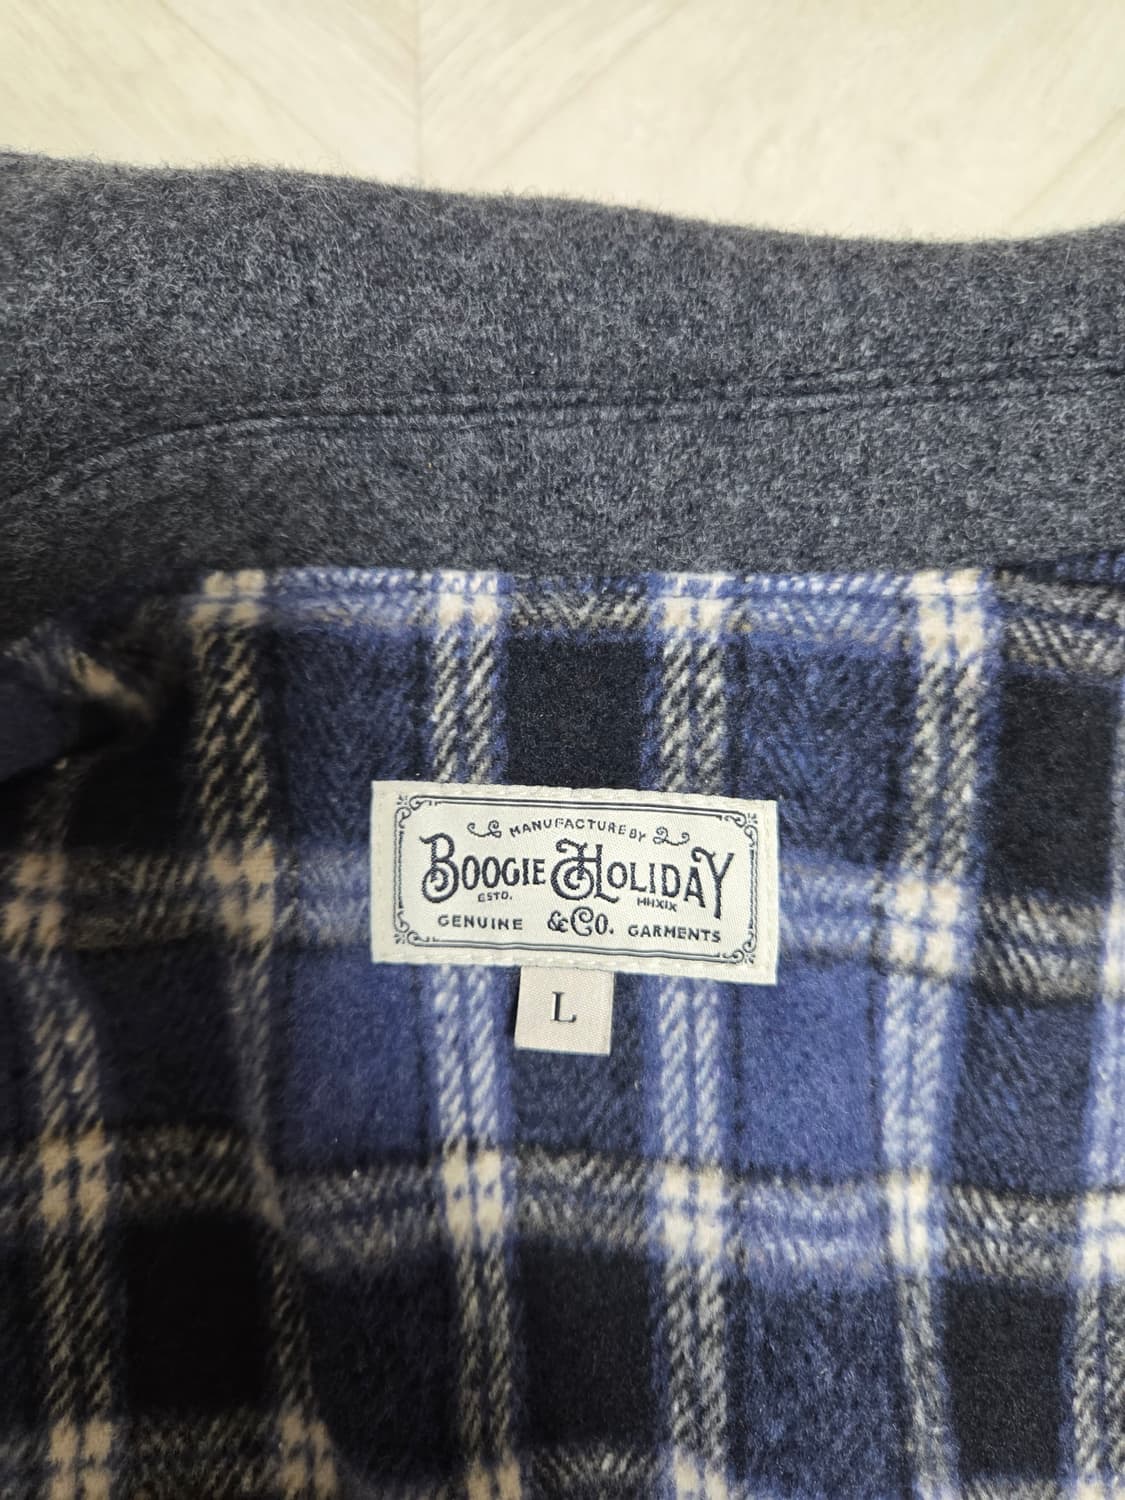 MANUFACTURE BY
BOOGIE HOLIDAY
ESTD. MMXIX
GENUINE &CO. GARMENTS
L